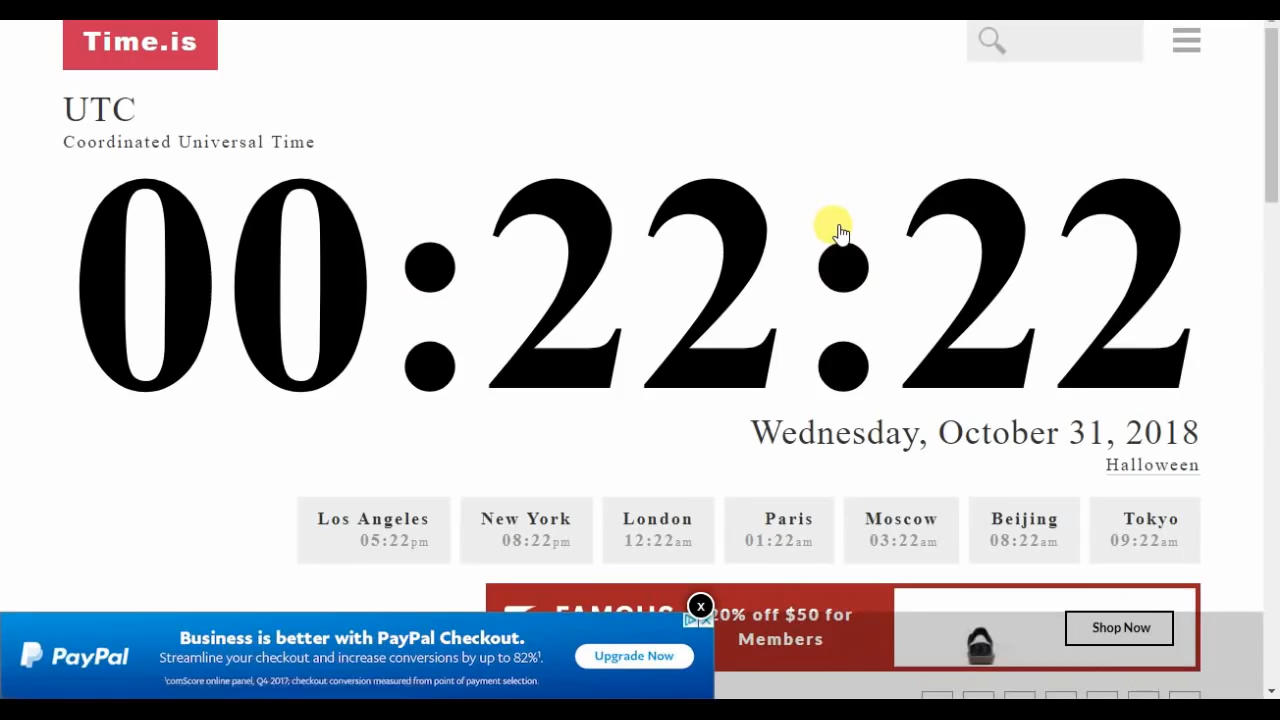 Time.is
UTC
Coordinated Universal Time
00:22:22
Wednesday, October 31, 2018
Halloween
Los Angeles
05:22pm
New York
08:22pm
London
12:22am
Paris
01:22am
Moscow
03:22am
Beijing
08:22am
Tokyo
09:22am
FAMOUS
20% off $50 for
Members
Shop Now
x
PayPal
Business is better with PayPal Checkout.
Streamline your checkout and increase conversions by up to 82%¹.
¹comScore online panel, Q4 2017; checkout conversion measured from point of payment selection.
Upgrade Now